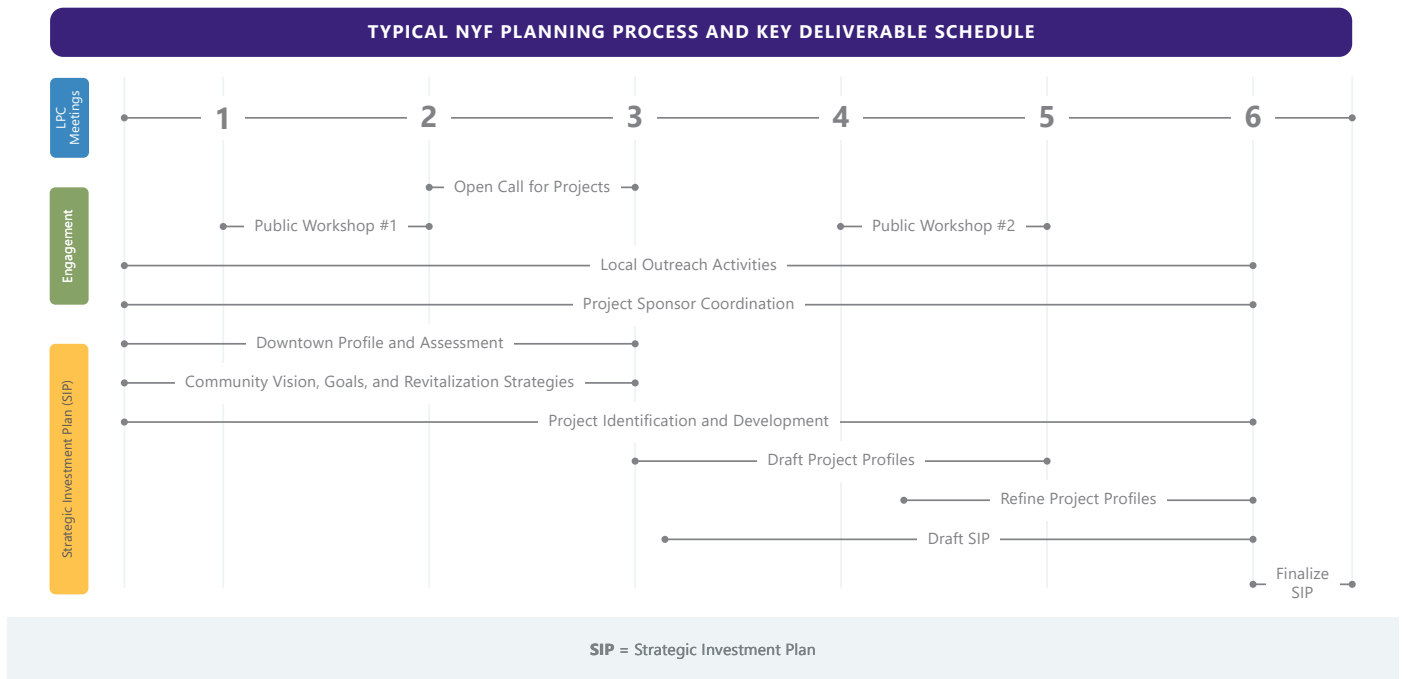 TYPICAL NYF PLANNING PROCESS AND KEY DELIVERABLE SCHEDULE
LPC
Meetings
1 2 3 4 5 6
Engagement
Open Call for Projects
Public Workshop #1 Public Workshop #2
Local Outreach Activities
Project Sponsor Coordination
Strategic Investment Plan (SIP)
Downtown Profile and Assessment
Community Vision, Goals, and Revitalization Strategies
Project Identification and Development
Draft Project Profiles
Refine Project Profiles
Draft SIP
Finalize
SIP
SIP = Strategic Investment Plan